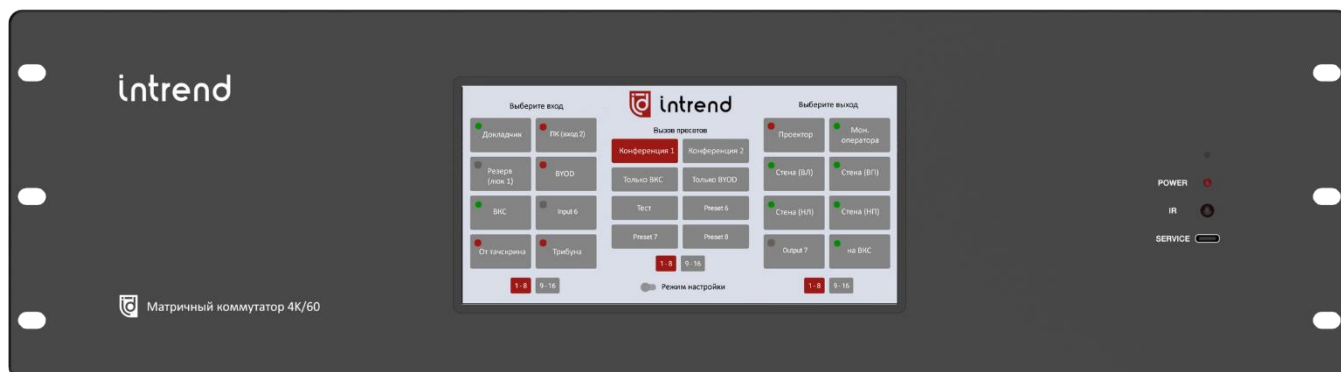 intrend
Матричный коммутатор 4K/60
Выберите вход
Докладчик
ПК (вход 2)
Резерв
(люк 1)
BYOD
ВКС
Input 6
От тачскрина
Трибуна
1 - 8
9 - 16
intrend
Вызов пресетов
Конференция 1
Конференция 2
Только ВКС
Только BYOD
Тест
Preset 6
Preset 7
Preset 8
1 - 8
9 - 16
Режим настройки
Выберите выход
Проектор
Мон.
оператора
Стена (ВЛ)
Стена (ВП)
Стена (НЛ)
Стена (НП)
Output 7
на ВКС
1 - 8
9 - 16
POWER
IR
SERVICE